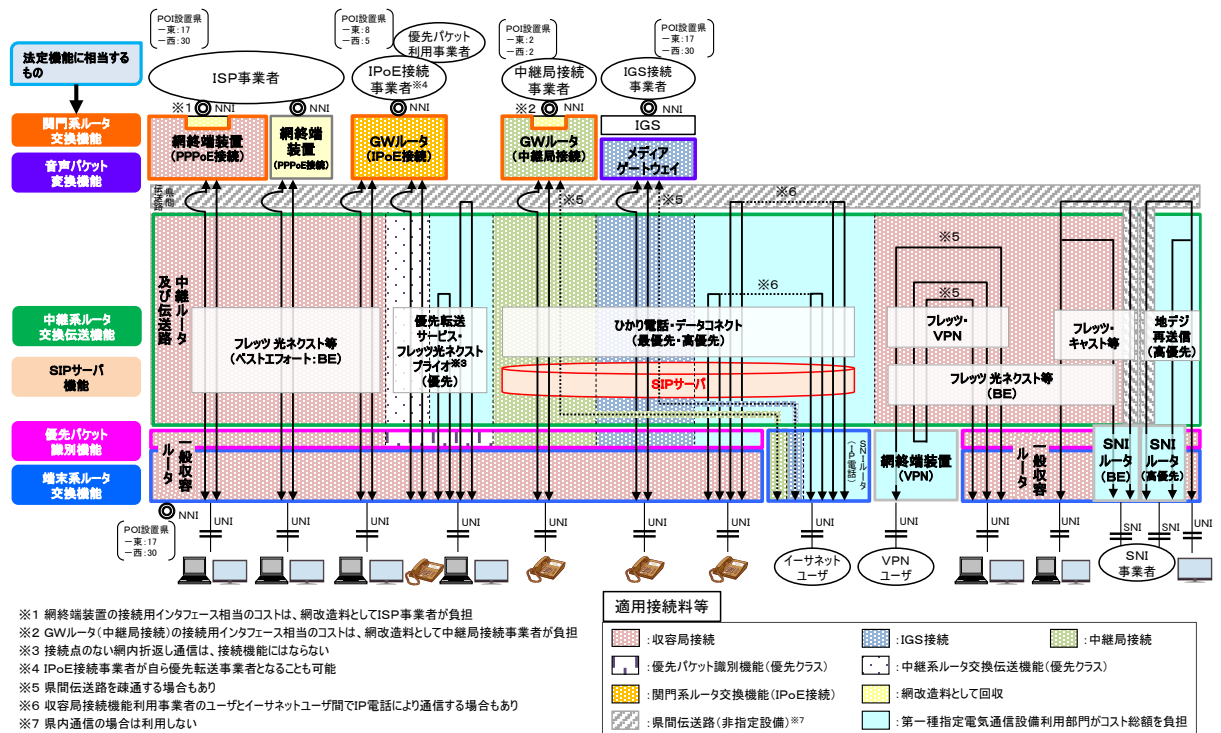 POI設置県
－東：17
－西：30
POI設置県
－東：8
－西：5
優先パケット
利用事業者
POI設置県
－東：2
－西：2
POI設置県
－東：17
－西：30
法定機能に相当する
もの
ISP事業者
IPoE接続
事業者※4
中継局接続
事業者
IGS接続
事業者
※1
NNI
NNI
NNI
※2
NNI
NNI
関門系ルータ
交換機能
網終端装置
(PPPoE接続)
網終端
装置
(PPPoE接続)
GWルータ
(IPoE接続)
GWルータ
(中継局接続)
IGS
メディア
ゲートウェイ
音声パケット
変換機能
県間
伝送路
※5
※5
※6
中継ルータ
及び伝送路
※5
※6
※5
中継系ルータ
交換伝送機能
フレッツ 光ネクスト等
(ベストエフォート：BE)
優先転送
サービス・
フレッツ光ネクスト
プライオ※3
(優先)
ひかり電話・データコネクト
(最優先・高優先)
フレッツ・
VPN
フレッツ・
キャスト等
地デジ
再送信
(高優先)
SIPサーバ
機能
SIPサーバ
フレッツ 光ネクスト等
(BE)
優先パケット
識別機能
端末系ルータ
交換機能
一般収容
ルータ
SNIルータ
(IP電話)
網終端装置
(VPN)
一般収容
ルータ
SNI
ルータ
(BE)
SNI
ルータ
(高優先)
NNI
POI設置県
－東：17
－西：30
UNI
UNI
UNI
UNI
UNI
UNI
UNI
UNI
UNI
UNI
SNI
SNI
UNI
イーサネット
ユーザ
VPN
ユーザ
SNI
事業者
※1 網終端装置の接続用インタフェース相当のコストは、網改造料としてISP事業者が負担
※2 GWルータ(中継局接続)の接続用インタフェース相当のコストは、網改造料として中継局接続事業者が負担
※3 接続点のない網内折返し通信は、接続機能にはならない
※4 IPoE接続事業者が自ら優先転送事業者となることも可能
※5 県間伝送路を疎通する場合もあり
※6 収容局接続機能利用事業者のユーザとイーサネットユーザ間でIP電話により通信する場合もあり
※7 県内通信の場合は利用しない
適用接続料等
：収容局接続
：IGS接続
：中継局接続
：優先パケット識別機能(優先クラス)
：中継系ルータ交換伝送機能(優先クラス)
：関門系ルータ交換機能(IPoE接続)
：網改造料として回収
：県間伝送路(非指定設備)※7
：第一種指定電気通信設備利用部門がコスト総額を負担